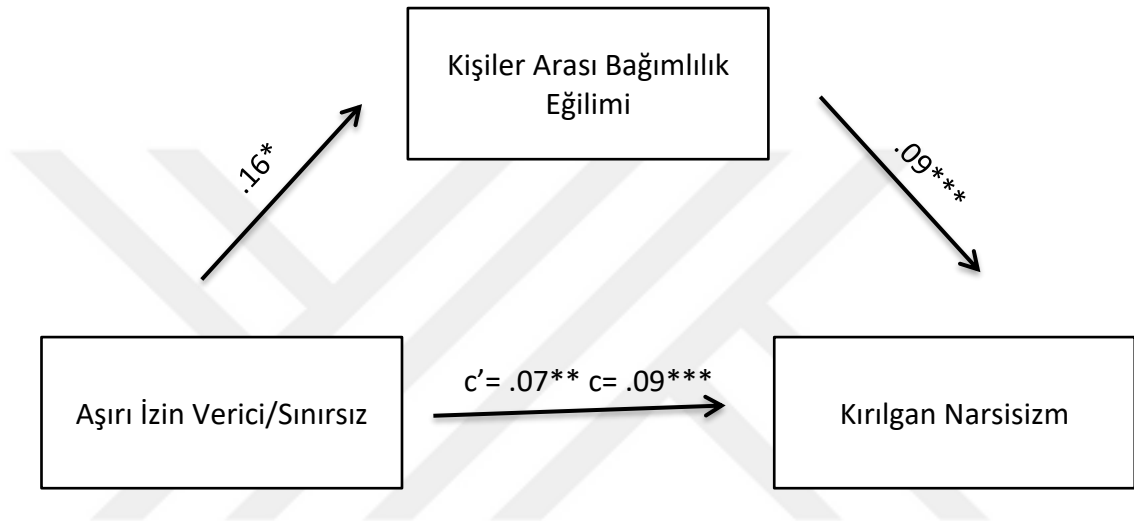 Kişiler Arası Bağımlılık
Eğilimi
.16*
.09***
c’= .07** c= .09***
Aşırı İzin Verici/Sınırsız
Kırılgan Narsisizm